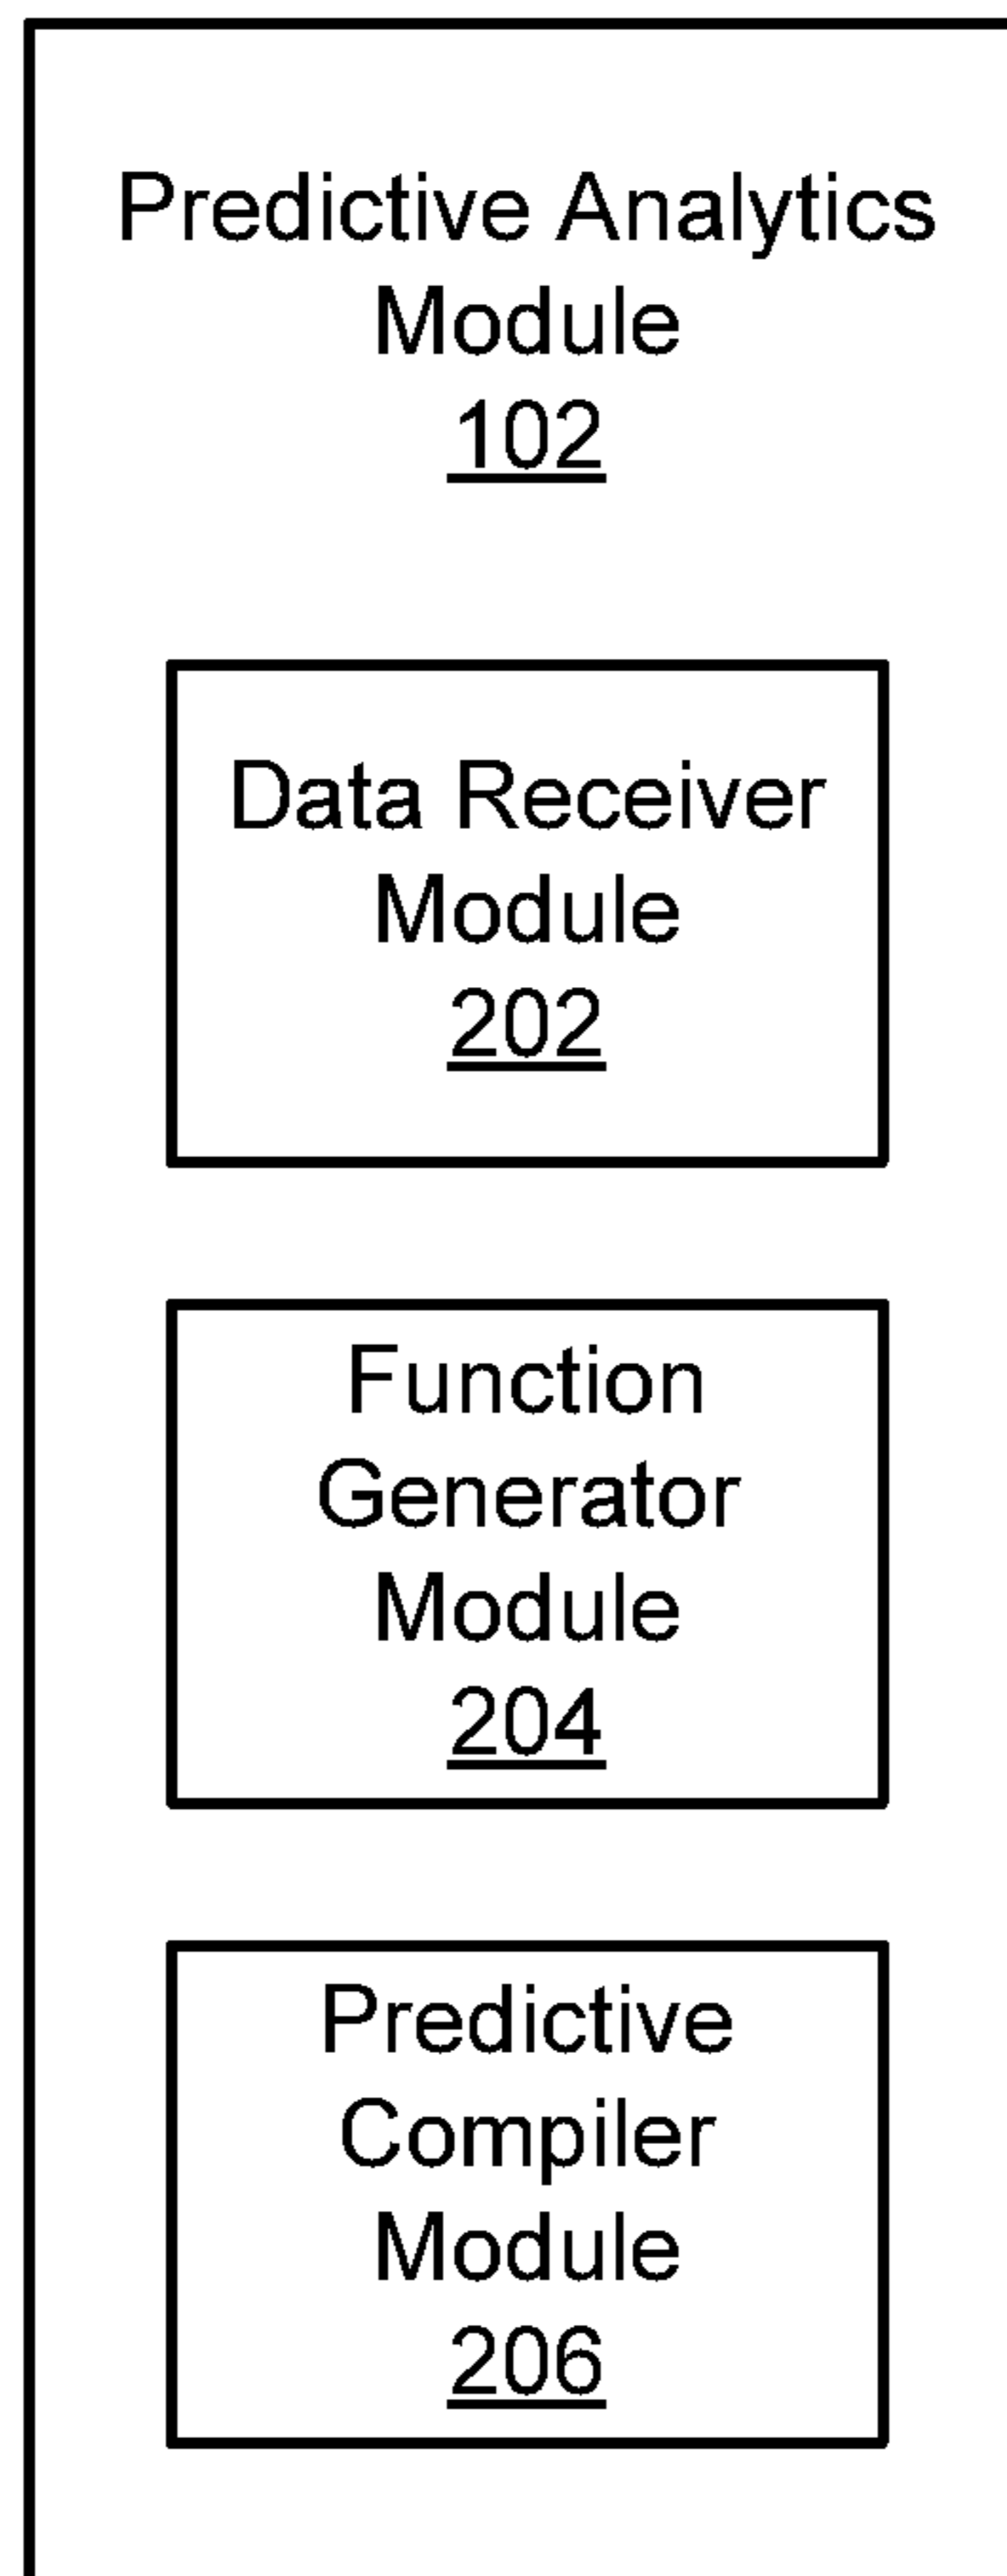 Predictive Analytics
Module
102
Data Receiver
Module
202
Function
Generator
Module
204
Predictive
Compiler
Module
206